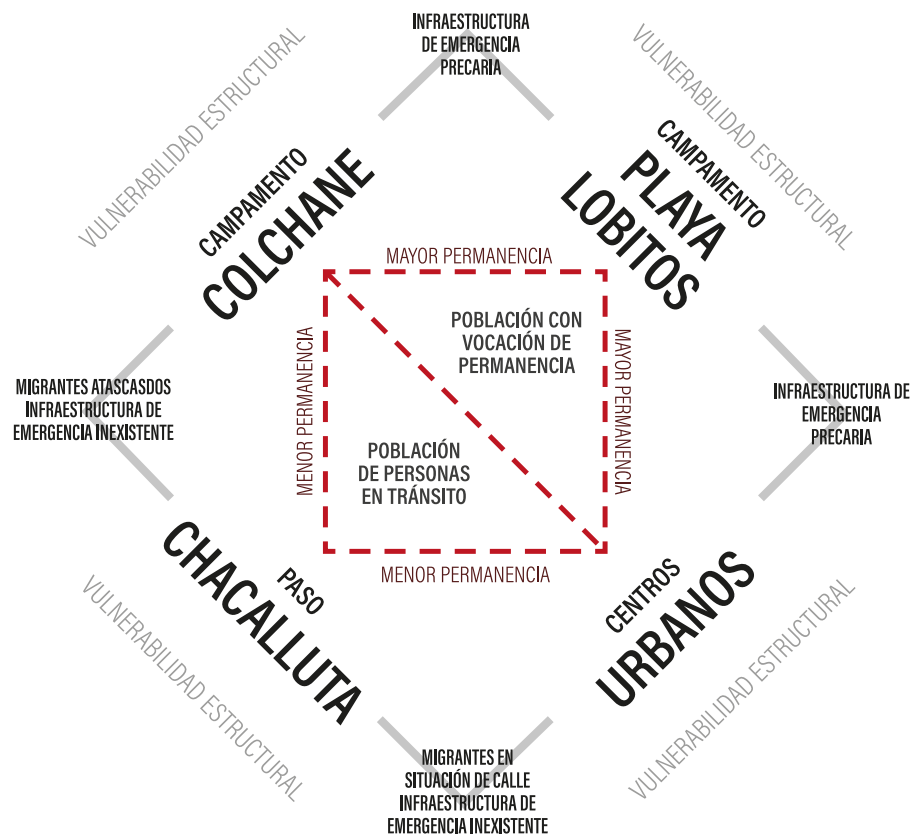 INFRAESTRUCTURA
DE EMERGENCIA
PRECARIA
VULNERABILIDAD ESTRUCTURAL
VULNERABILIDAD ESTRUCTURAL
CAMPAMENTO
COLCHANE
CAMPAMENTO
PLAYA
LOBITOS
MAYOR PERMANENCIA
POBLACIÓN CON
VOCACIÓN DE
PERMANENCIA
MENOR PERMANENCIA
MAYOR PERMANENCIA
MIGRANTES ATASCASDOS
INFRAESTRUCTURA DE
EMERGENCIA INEXISTENTE
INFRAESTRUCTURA DE
EMERGENCIA
PRECARIA
POBLACIÓN
DE PERSONAS
EN TRÁNSITO
MENOR PERMANENCIA
PASO
CHACALLUTA
CENTROS
URBANOS
VULNERABILIDAD ESTRUCTURAL
VULNERABILIDAD ESTRUCTURAL
MIGRANTES EN
SITUACIÓN DE CALLE
INFRAESTRUCTURA DE
EMERGENCIA INEXISTENTE